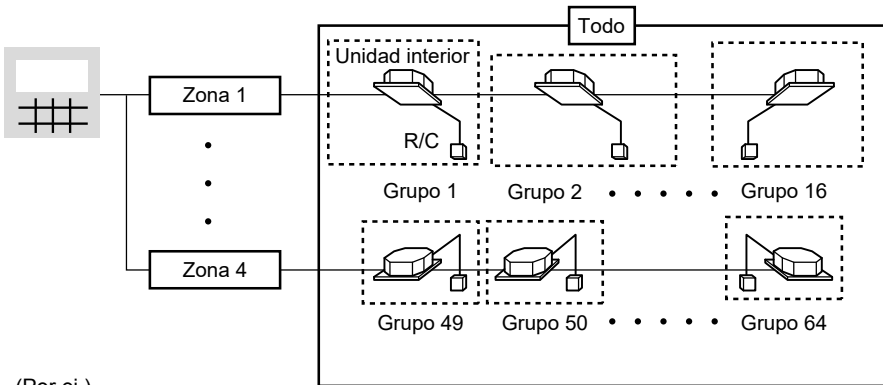 Todo
Unidad interior
Zona 1
R/C
Grupo 1
Grupo 2
Grupo 16
Zona 4
Grupo 49
Grupo 50
Grupo 64